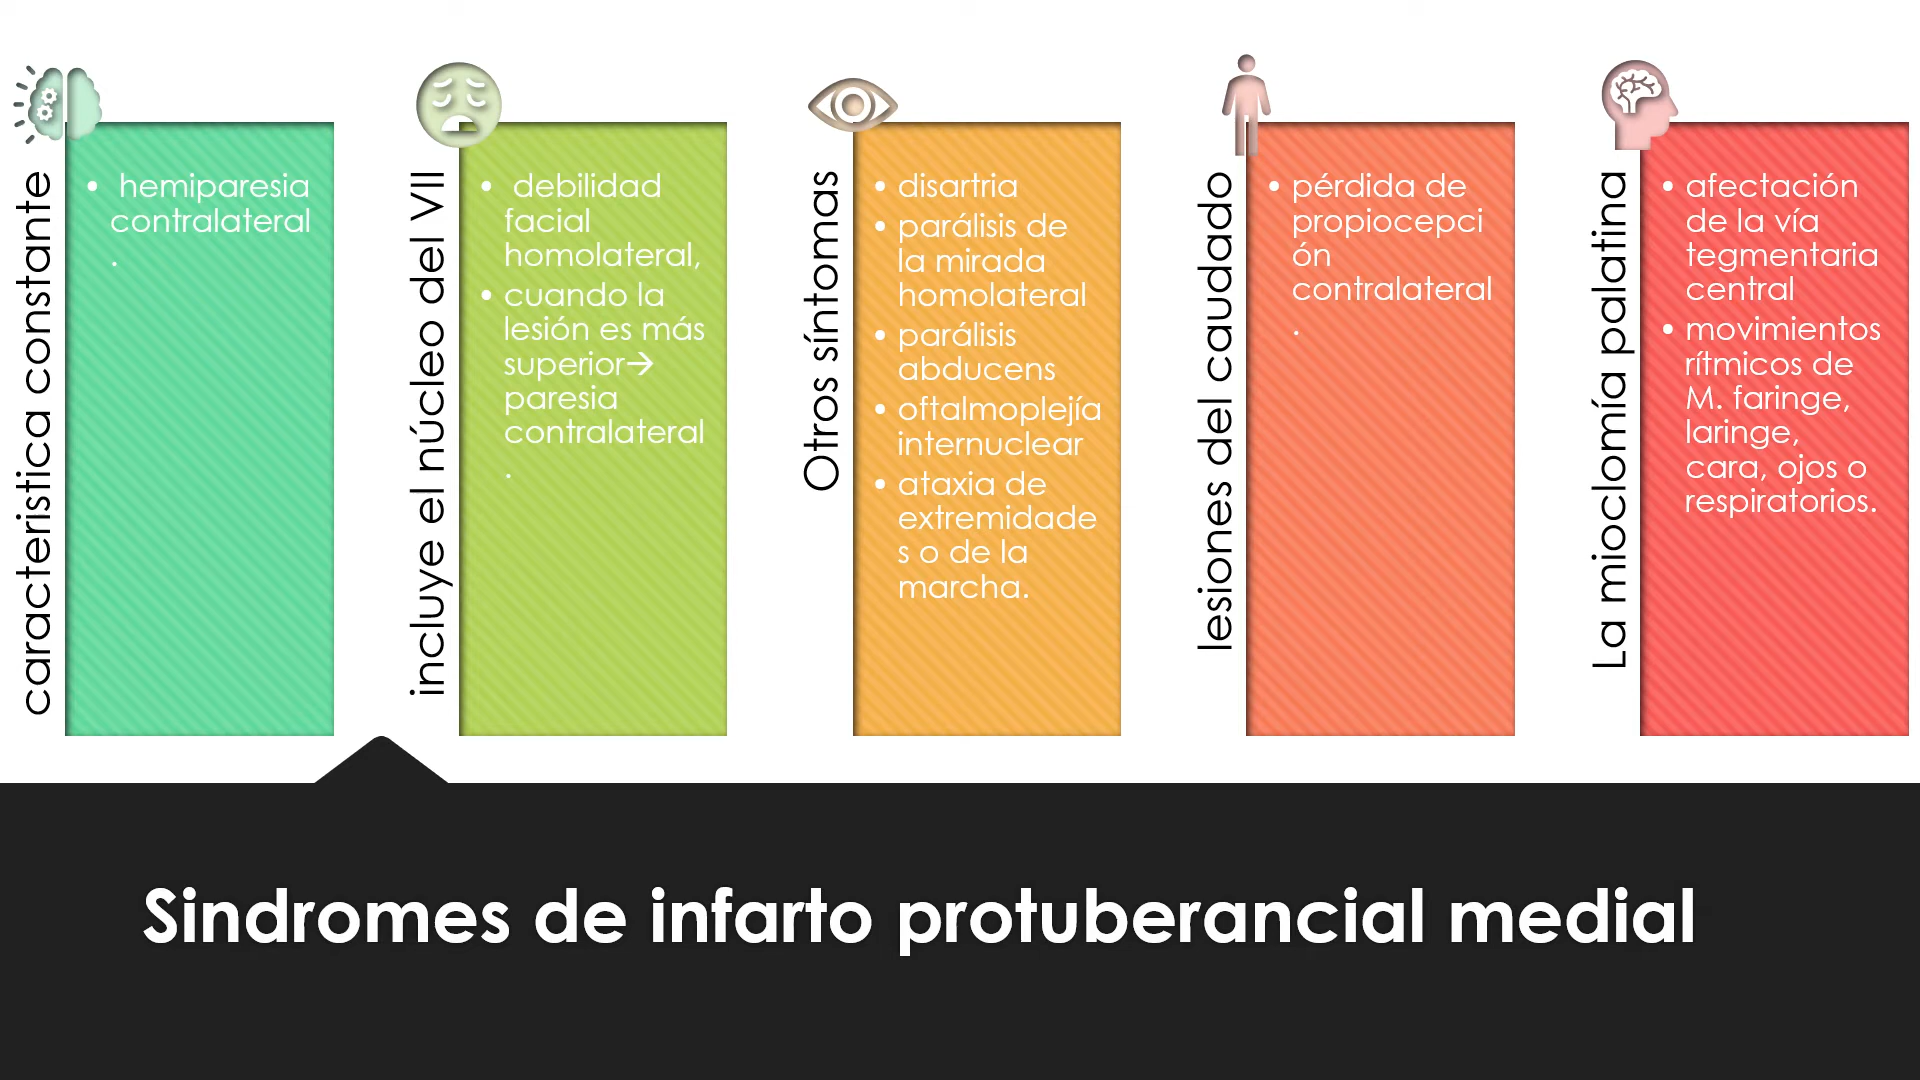 caracteristica constante
• hemiparesia
contralateral
.
incluye el núcleo del VII
• debilidad
facial
homolateral,
• cuando la
lesión es más
superior→
paresia
contralateral
.
Otros síntomas
• disartria
• parálisis de
la mirada
homolateral
• parálisis
abducens
• oftalmoplejía
internuclear
• ataxia de
extremidade
s o de la
marcha.
lesiones del caudado
• pérdida de
propiocepci
ón
contralateral
.
La mioclomía palatina
• afectación
de la vía
tegmentaria
central
• movimientos
rítmicos de
M. faringe,
laringe,
cara, ojos o
respiratorios.
Sindromes de infarto protuberancial medial